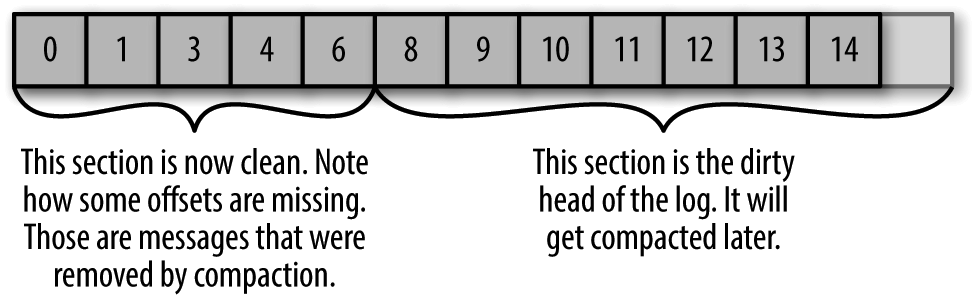 0 1 3 4 6 8 9 10 11 12 13 14
This section is now clean. Note
how some offsets are missing.
Those are messages that were
removed by compaction.
This section is the dirty
head of the log. It will
get compacted later.